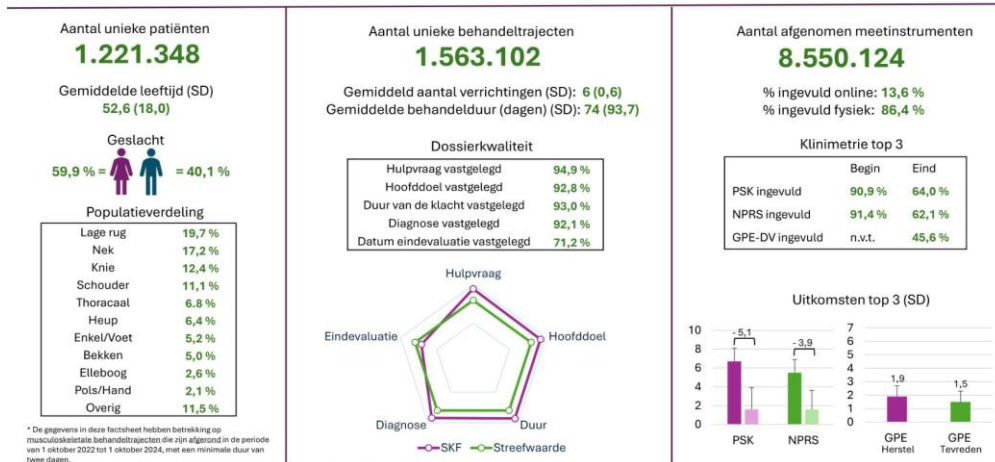 Aantal unieke patiënten
1.221.348
Gemiddelde leeftijd (SD)
52,6 (18,0)
Geslacht
59,9 % = = 40,1 %
Populatieverdeling
Lage rug 19,7 %
Nek 17,2 %
Knie 12,4 %
Schouder 11,1 %
Thoracaal 6.8 %
Heup 6,4 %
Enkel/Voet 5,2 %
Bekken 5,0 %
Elleboog 2,6 %
Pols/Hand 2,1 %
Overig 11,5 %
* De gegevens in deze factsheet hebben betrekking op
musculoskeletale behandeltrajecten die zijn afgerond in de periode
van 1 oktober 2022 tot 1 oktober 2024, met een minimale duur van
twee dagen.
Aantal unieke behandeltrajecten
1.563.102
Gemiddeld aantal verrichtingen (SD): 6 (0,6)
Gemiddelde behandelduur (dagen) (SD): 74 (93,7)
Dossierkwaliteit
Hulpvraag vastgelegd 94,9 %
Hoofddoel vastgelegd 92,8 %
Duur van de klacht vastgelegd 93,0 %
Diagnose vastgelegd 92,1 %
Datum eindevaluatie vastgelegd 71,2 %
Hulpvraag
Eindevaluatie
Hoofddoel
Diagnose
Duur
SKF
Streefwaarde
Aantal afgenomen meetinstrumenten
8.550.124
% ingevuld online: 13,6 %
% ingevuld fysiek: 86,4 %
Klinimetrie top 3
Begin Eind
PSK ingevuld 90,9 % 64,0 %
NPRS ingevuld 91,4 % 62,1 %
GPE-DV ingevuld n.v.t. 45,6 %
Uitkomsten top 3 (SD)
10
8
6
4
2
0
- 5,1
- 3,9
PSK
NPRS
7
6
5
4
3
2
1
0
1,9
1,5
GPE
Herstel
GPE
Tevreden